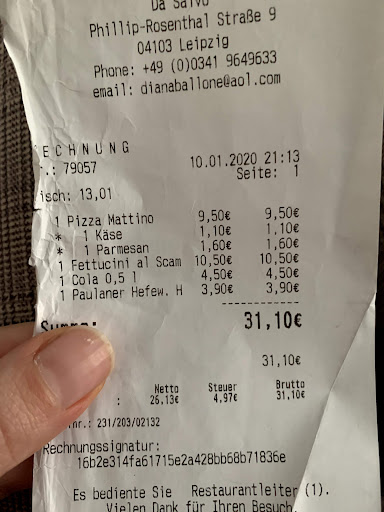 Da Salvo
Phillip-Rosenthal Straße 9
04103 Leipzig
Phone: +49 (0)0341 9649633
email: dianaballone@aol.com
ECHNUNG
.: 79057 10.01.2020 21:13
Seite: 1
isch: 13,01
1 Pizza Mattino 9,50€ 9,50€
* 1 Käse 1,10€ 1,10€
* 1 Parmesan 1,60€ 1,60€
1 Fettucini al Scam 10,50€ 10,50€
1 Cola 0,5 l 4,50€ 4,50€
1 Paulaner Hefew. H 3,90€ 3,90€
------------
Summe: 31,10€
31,10€
Netto Steuer Brutto
: 26,13€ 4,97€ 31,10€
nr.: 231/203/02132
Rechnungssignatur:
16b2e314fa61715e2a428bb68b71836e
Es bediente Sie Restaurantleiter (1).
Vielen Dank für Ihren Besuch